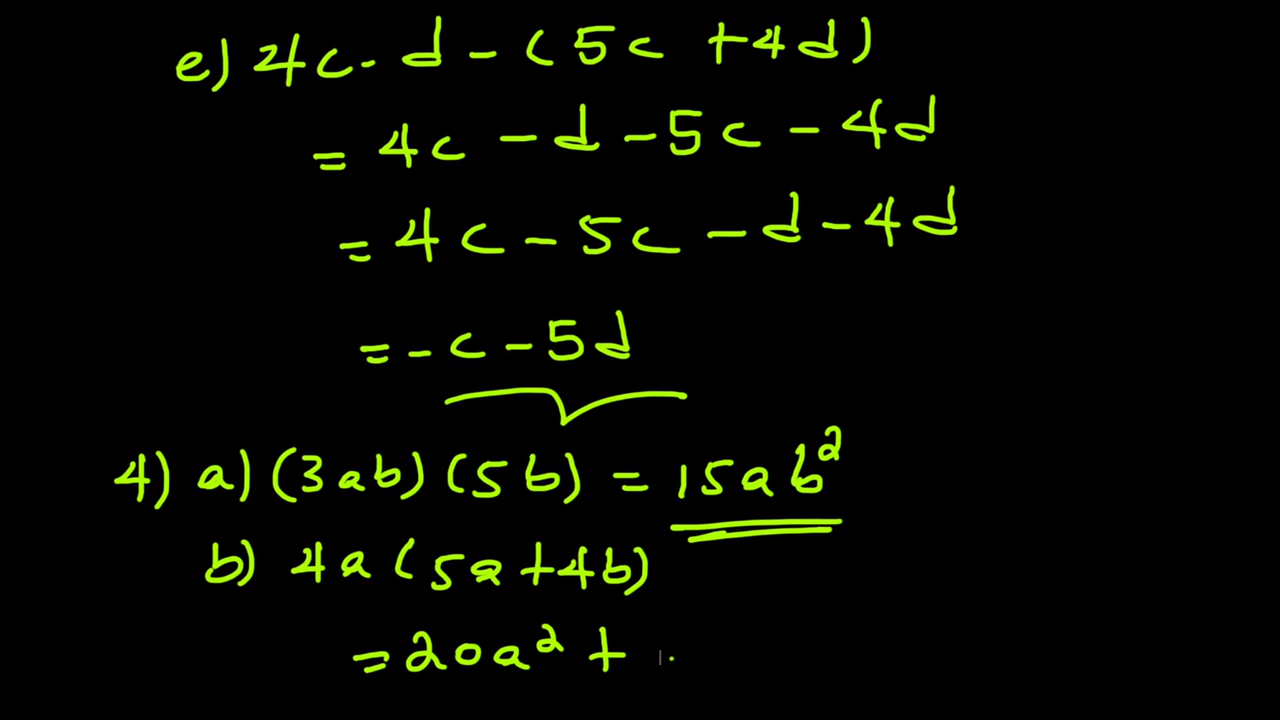 e) 4c - d - (5c + 4d)
= 4c - d - 5c - 4d
= 4c - 5c - d - 4d
= -c - 5d
4) a) (3ab)(5b) = 15ab²
b) 4a(5a + 4b)
= 20a² +